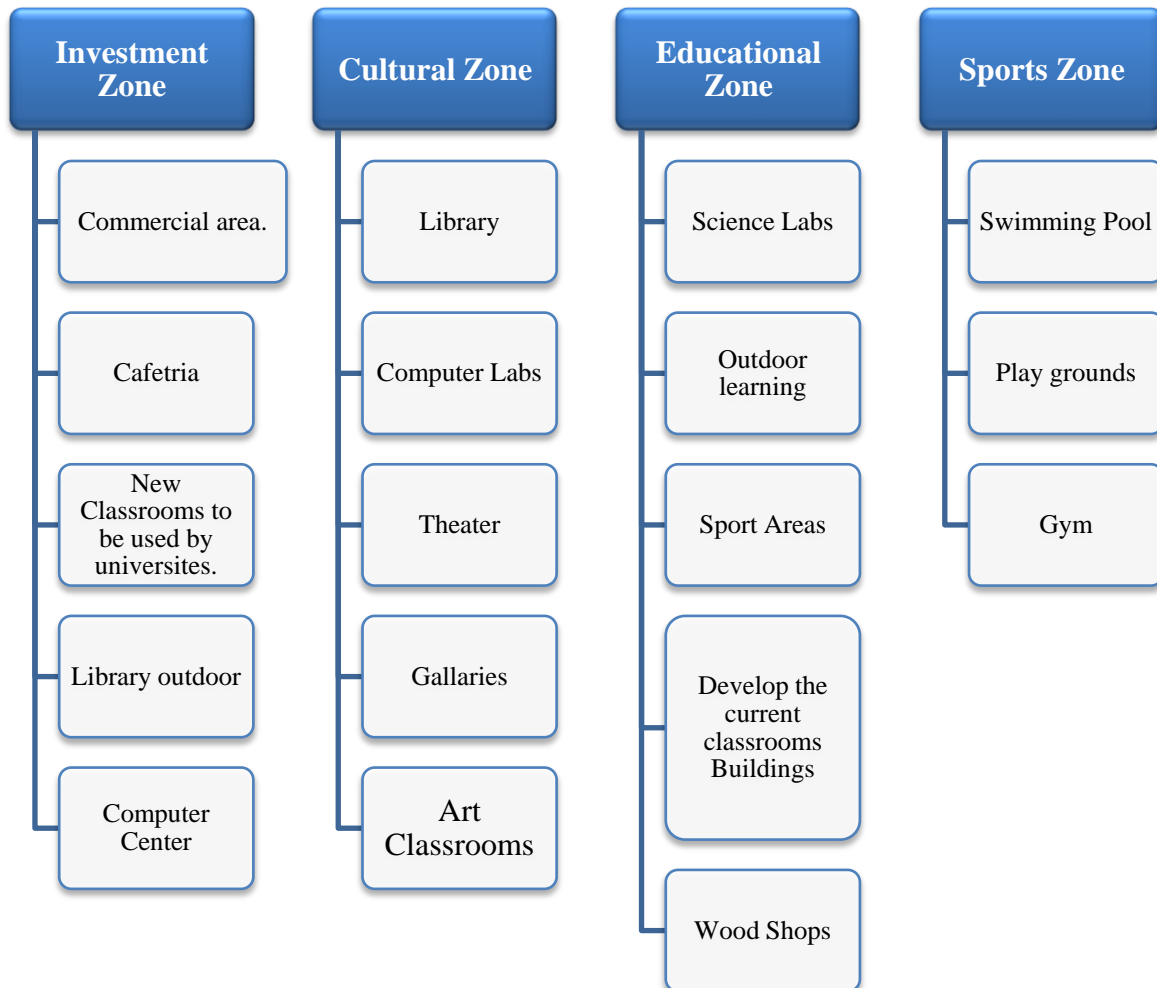 Investment
Zone
Commercial area.
Cafetria
New
Classrooms to
be used by
universites.
Library outdoor
Computer
Center
Cultural Zone
Library
Computer Labs
Theater
Gallaries
Art
Classrooms
Educational
Zone
Science Labs
Outdoor
learning
Sport Areas
Develop the
current
classrooms
Buildings
Wood Shops
Sports Zone
Swimming Pool
Play grounds
Gym